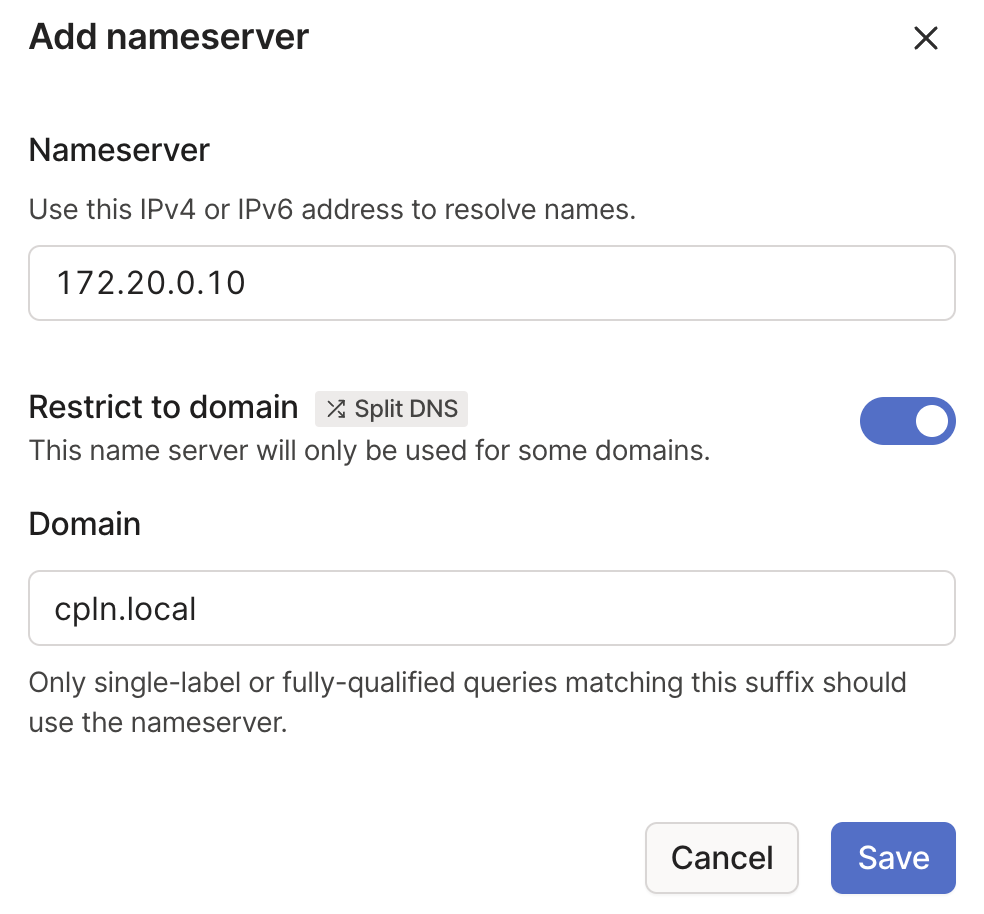 Add nameserver
Nameserver
Use this IPv4 or IPv6 address to resolve names.
172.20.0.10
Restrict to domain Split DNS
This name server will only be used for some domains.
Domain
cpln.local
Only single-label or fully-qualified queries matching this suffix should
use the nameserver.
Cancel Save